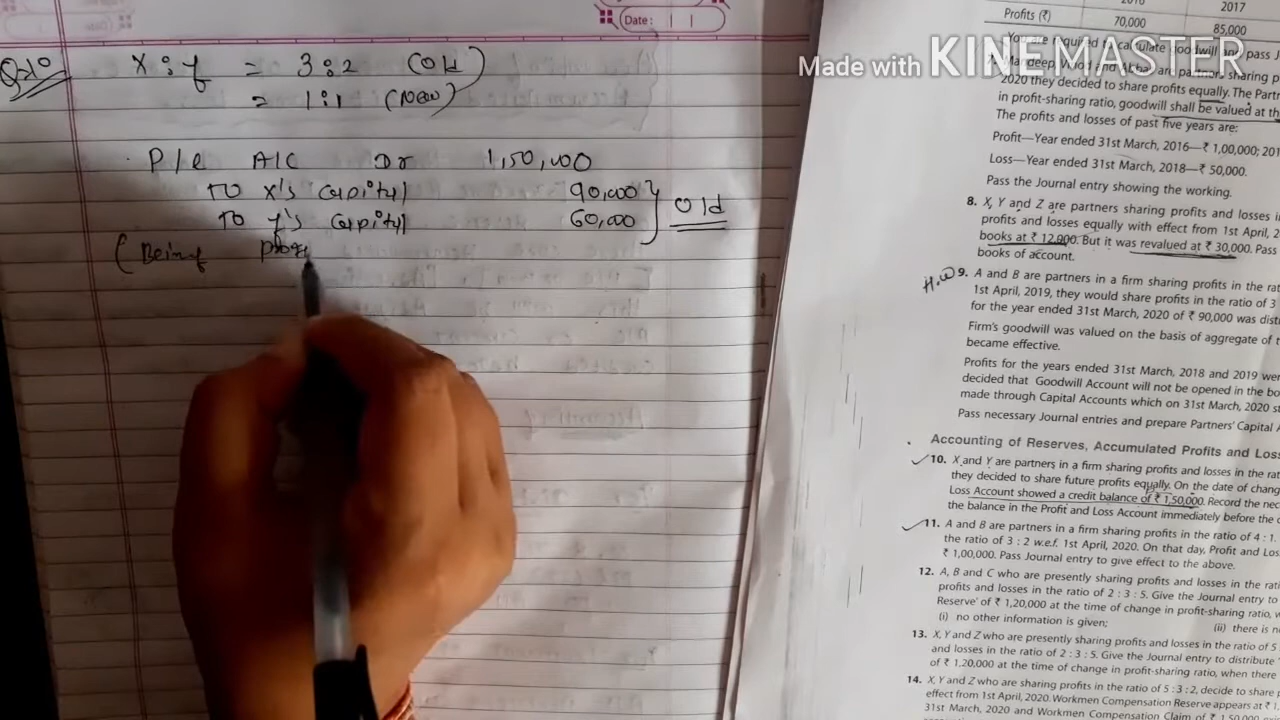 Date: | |
Made with KINEMASTER
Q-10 X : Y = 3:2 (Old)
= 1:1 (New)
P/L A/C Dr 1,50,000
To X's Capital 90,000
To Y's Capital 60,000
Old
(Being
2017
Profits (₹) 70,000 85,000
You are required to calculate goodwill and pass J
are partners sharing p
2020 they decided to share profits equally. The Part
in profit-sharing ratio, goodwill shall be valued at th
The profits and losses of past five years are:
Profit—Year ended 31st March, 2016—₹ 1,00,000; 201
Loss—Year ended 31st March, 2018—₹ 50,000.
Pass the Journal entry showing the working.
8. X, Y and Z are partners sharing profits and losses i
profits and losses equally with effect from 1st April, 2
books at ₹ 12,000. But it was revalued at ₹ 30,000. Pass
books of account.
H.W 9. A and B are partners in a firm sharing profits in the rat
1st April, 2019, they would share profits in the ratio of 3
for the year ended 31st March, 2020 of ₹ 90,000 was dist
Firm's goodwill was valued on the basis of aggregate of t
became effective.
Profits for the years ended 31st March, 2018 and 2019 wer
decided that Goodwill Account will not be opened in the bo
made through Capital Accounts which on 31st March, 2020 s
Pass necessary Journal entries and prepare Partners' Capital A
Accounting of Reserves, Accumulated Profits and Loss
10. X and Y are partners in a firm sharing profits and losses in the rat
they decided to share future profits equally. On the date of chang
Loss Account showed a credit balance of ₹ 1,50,000. Record the nec
the balance in the Profit and Loss Account immediately before the
11. A and B are partners in a firm sharing profits in the ratio of 4 : 1.
the ratio of 3 : 2 w.e.f. 1st April, 2020. On that day, Profit and Los
₹ 1,00,000. Pass Journal entry to give effect to the above.
12. A, B and C who are presently sharing profits and losses in the rati
profits and losses in the ratio of 2 : 3 : 5. Give the Journal entry to
Reserve' of ₹ 1,20,000 at the time of change in profit-sharing ratio, w
(i) no other information is given; (ii) there is n
13. X, Y and Z who are presently sharing profits and losses in the ratio of 5
and losses in the ratio of 2 : 3 : 5. Give the Journal entry to distribute
of ₹ 1,20,000 at the time of change in profit-sharing ratio, when there
14. X, Y and Z who are sharing profits in the ratio of 5 : 3 : 2, decide to share
effect from 1st April, 2020. Workmen Compensation Reserve appears at ₹ 1,
31st March, 2020 and Workmen Compensation Claim of ₹ 1,50,000